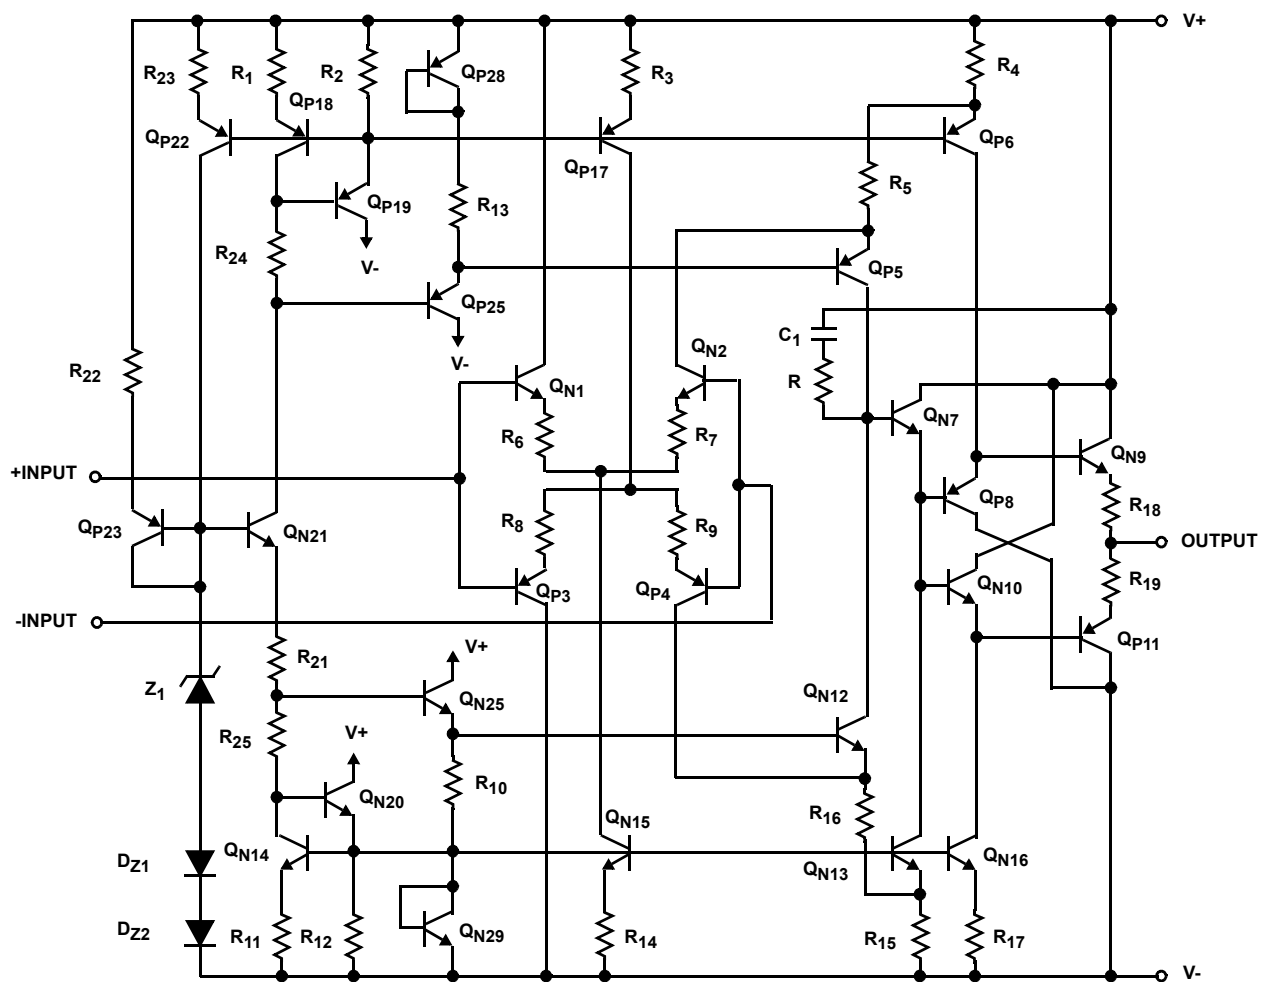 V+
R23
R1
R2
QP28
R3
R4
QP18
QP22
QP6
QP17
QP19
R13
R5
R24
V-
QP5
QP25
V-
C1
QN2
R22
R
QN1
QN7
R6
R7
QN9
+INPUT
QP8
R18
QP23
QN21
R8
R9
OUTPUT
QN10
R19
QP3
QP4
-INPUT
QP11
V+
R21
Z1
QN25
QN12
R25
V+
R10
QN20
R16
QN15
QN14
DZ1
QN13
QN16
DZ2
R11
R12
QN29
R14
R15
R17
V-